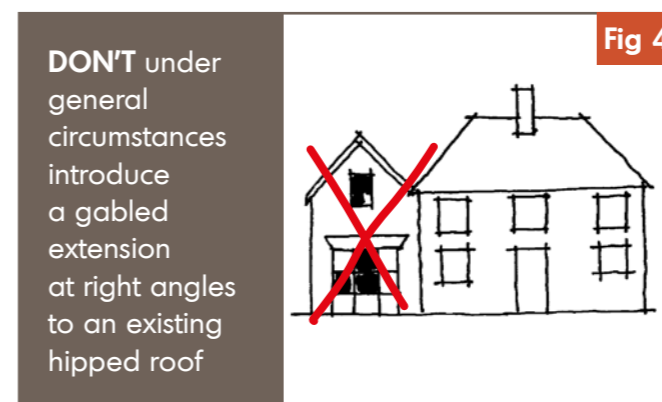 DON'T under
general
circumstances
introduce
a gabled
extension
at right angles
to an existing
hipped roof
Fig 4